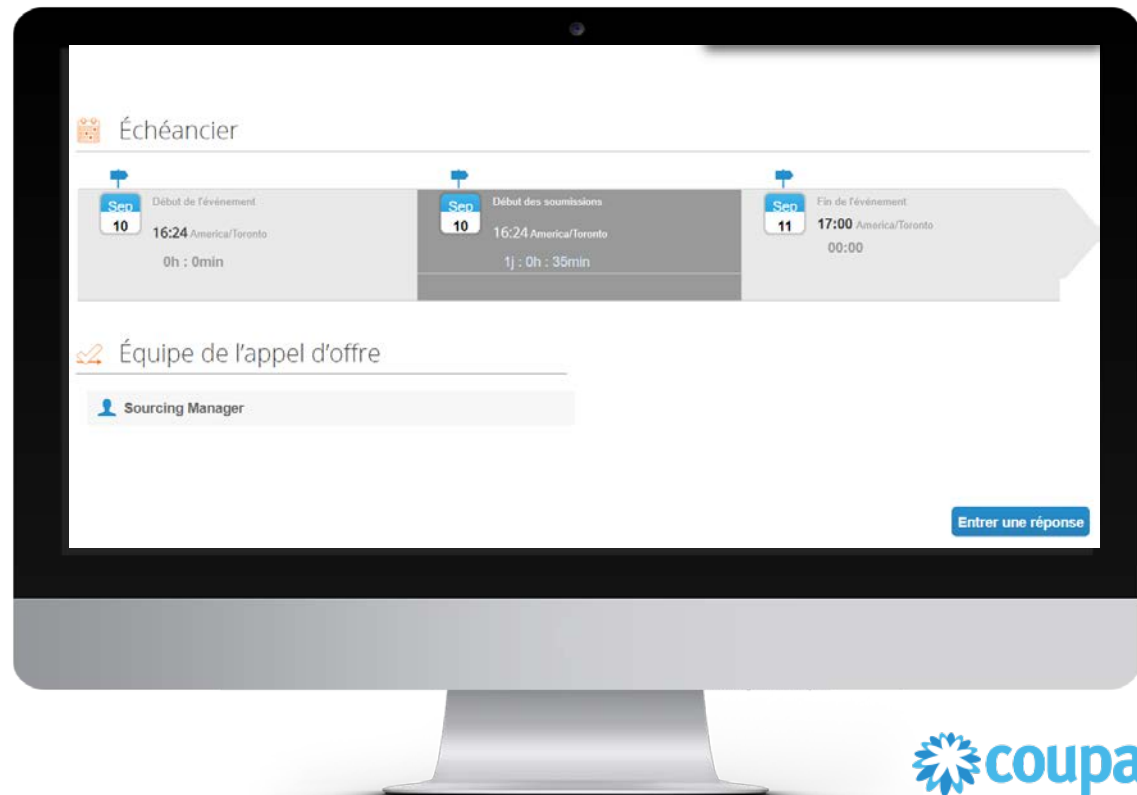 Échéancier
Sep
10
Début de l'événement
16:24 America/Toronto
0h : 0min
Sep
10
Début des soumissions
16:24 America/Toronto
1j : 0h : 35min
Sep
11
Fin de l'événement
17:00 America/Toronto
00:00
Équipe de l'appel d'offre
Sourcing Manager
Entrer une réponse
coupa